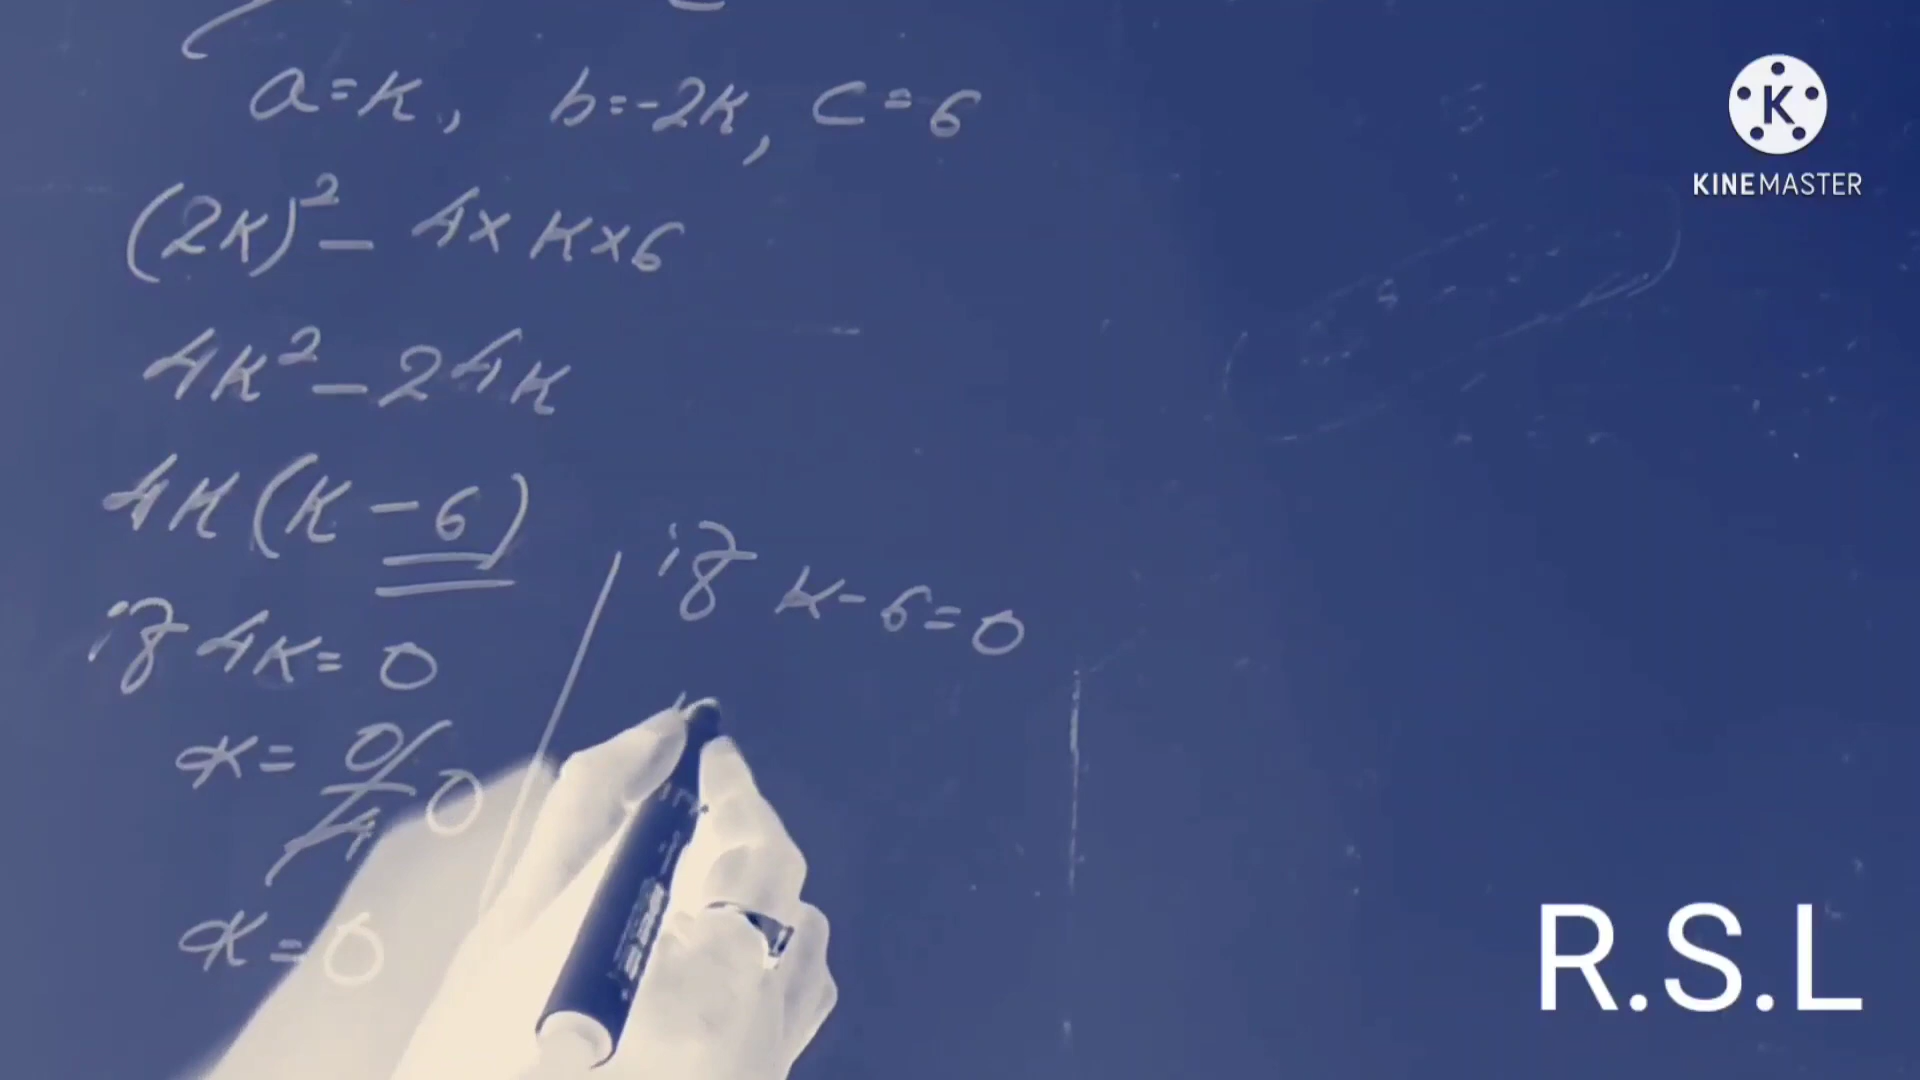 a=K, b=-2K, c=6
(2K)² - 4×K×6
4K² - 24K
4K(K-6)
if 4K=0
K= 0/4 0
K=0
if K-6=0
KINEMASTER
R.S.L